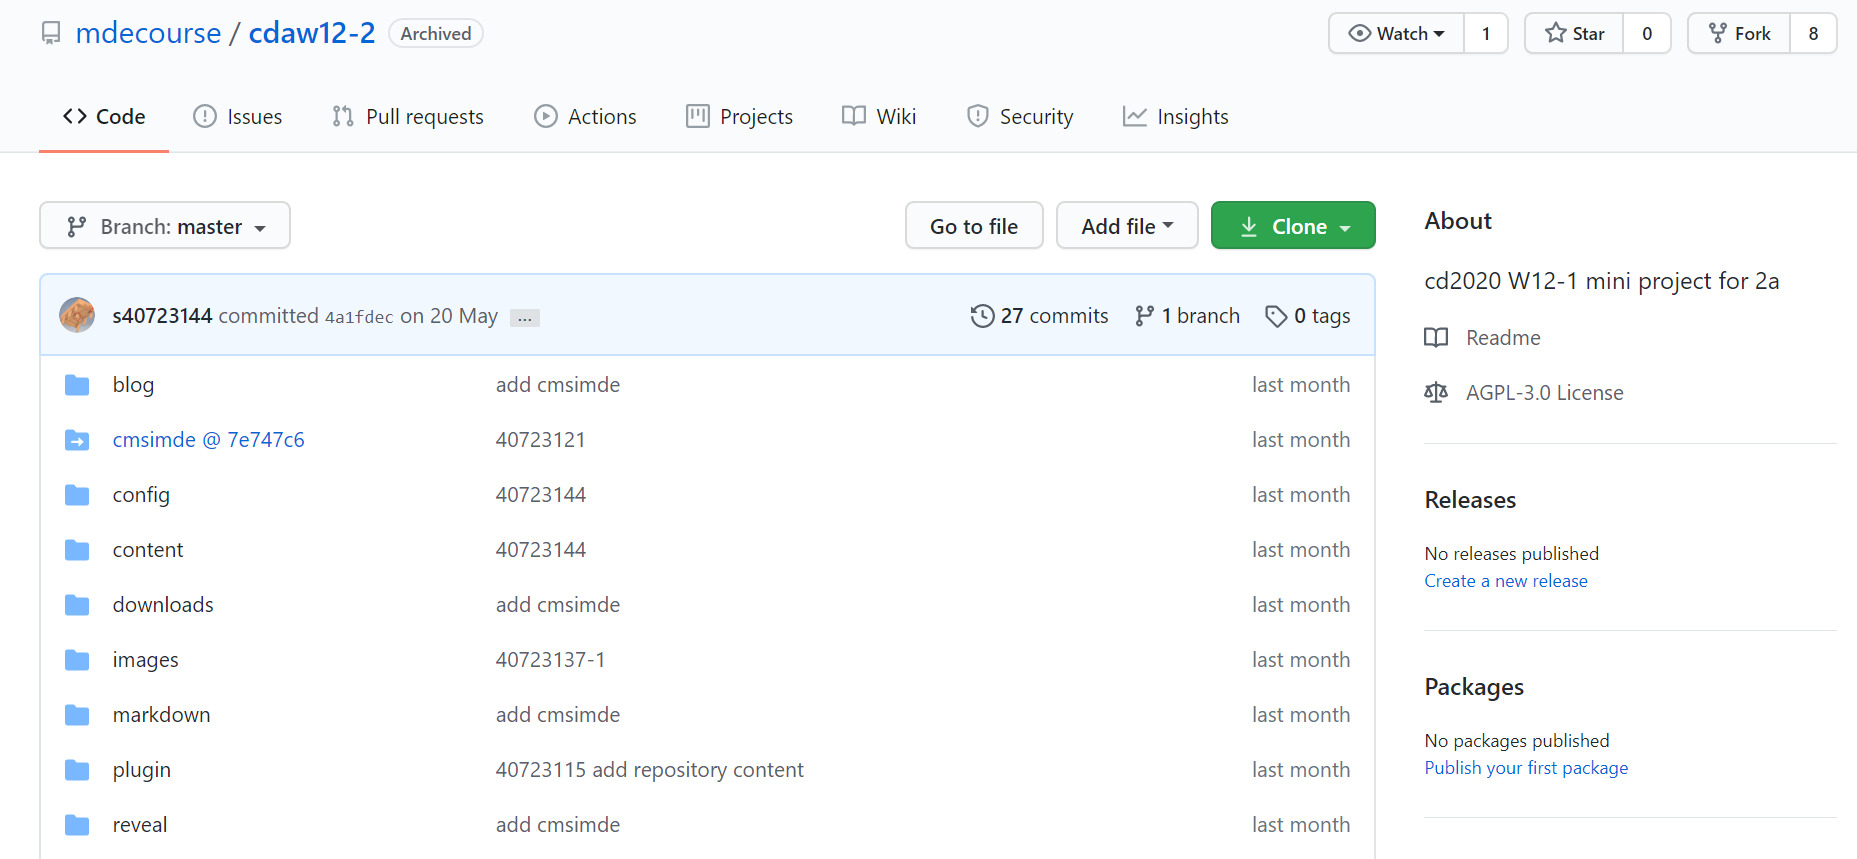 mdecourse / cdaw12-2 Archived Watch 1 Star 0 Fork 8
Code Issues Pull requests Actions Projects Wiki Security Insights
Branch: master Go to file Add file Clone
s40723144 committed 4a1fdec on 20 May ... 27 commits 1 branch 0 tags
blog add cmsimde last month
cmsimde @ 7e747c6 40723121 last month
config 40723144 last month
content 40723144 last month
downloads add cmsimde last month
images 40723137-1 last month
markdown add cmsimde last month
plugin 40723115 add repository content last month
reveal add cmsimde last month
About
cd2020 W12-1 mini project for 2a
Readme
AGPL-3.0 License
Releases
No releases published
Create a new release
Packages
No packages published
Publish your first package